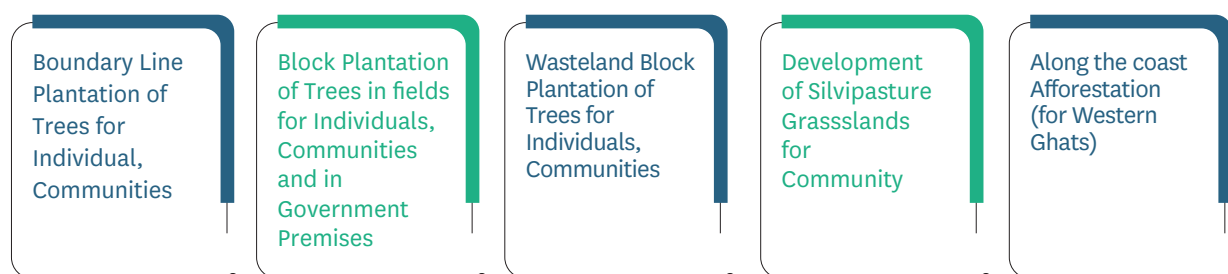 Boundary Line
Plantation of
Trees for
Individual,
Communities
Block Plantation
of Trees in fields
for Individuals,
Communities
and in
Government
Premises
Wasteland Block
Plantation of
Trees for
Individuals,
Communities
Development
of Silvipasture
Grassslands
for
Community
Along the coast
Afforestation
(for Western
Ghats)